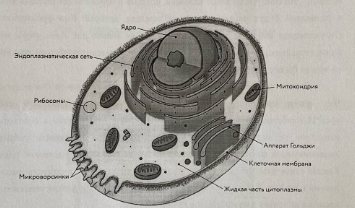 Ядро
Эндоплазматическая сеть
Митохондрия
Рибосомы
Аппарат Гольджи
Клеточная мембрана
Микроворсинки
Жидкая часть цитоплазмы